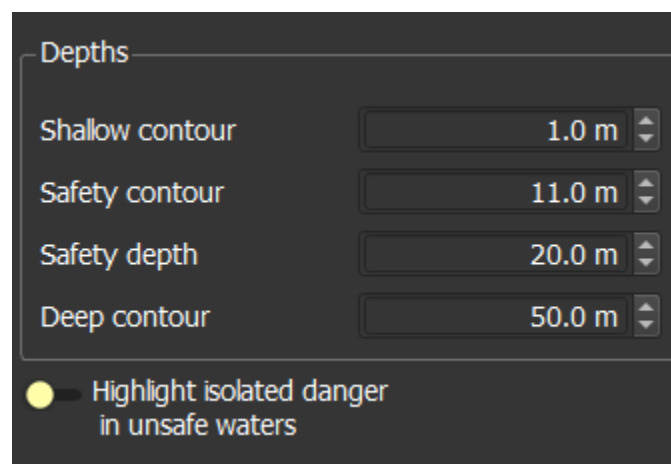 Depths
Shallow contour 1.0 m
Safety contour 11.0 m
Safety depth 20.0 m
Deep contour 50.0 m
Highlight isolated danger
in unsafe waters